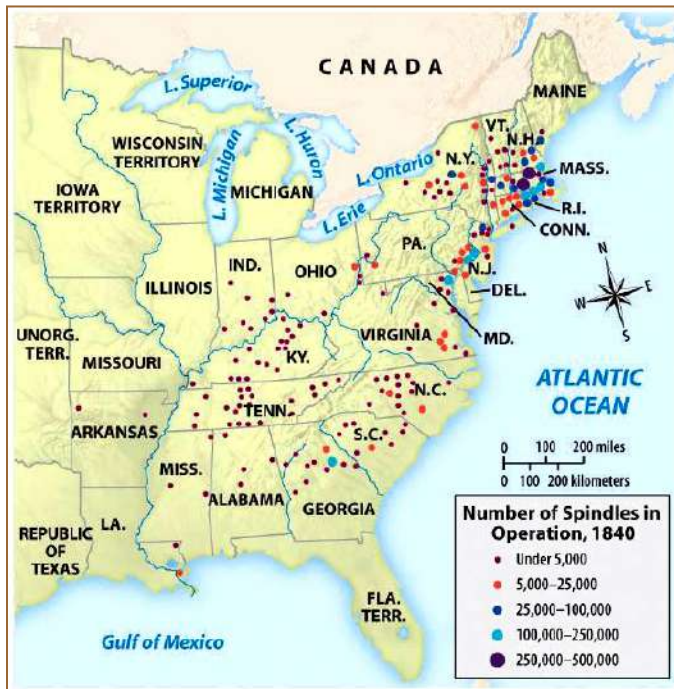 CANADA
MAINE
L. Superior
VT.
N.H.
WISCONSIN
TERRITORY
L. Michigan
L. Huron
L. Ontario
N.Y.
MASS.
IOWA
TERRITORY
MICHIGAN
L. Erie
R.I.
CONN.
PA.
N.J.
IND.
OHIO
ILLINOIS
DEL.
MD.
UNORG.
TERR.
MISSOURI
KY.
VIRGINIA
N
W
E
S
ATLANTIC
OCEAN
TENN.
N.C.
ARKANSAS
S.C.
0 100 200 miles
0 100 200 kilometers
MISS.
ALABAMA
GEORGIA
REPUBLIC
OF
TEXAS
LA.
FLA.
TERR.
Gulf of Mexico
Number of Spindles in
Operation, 1840
Under 5,000
5,000–25,000
25,000–100,000
100,000–250,000
250,000–500,000